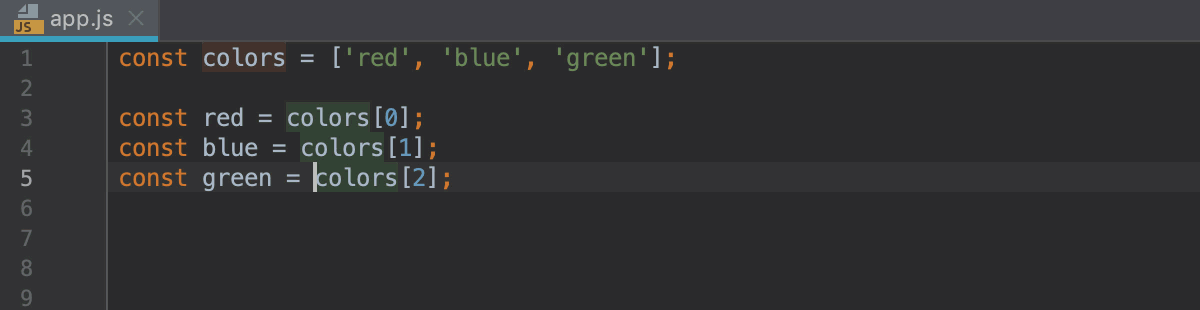 JS app.js
1 const colors = ['red', 'blue', 'green'];
2
3 const red = colors[0];
4 const blue = colors[1];
5 const green = colors[2];
6
7
8
9